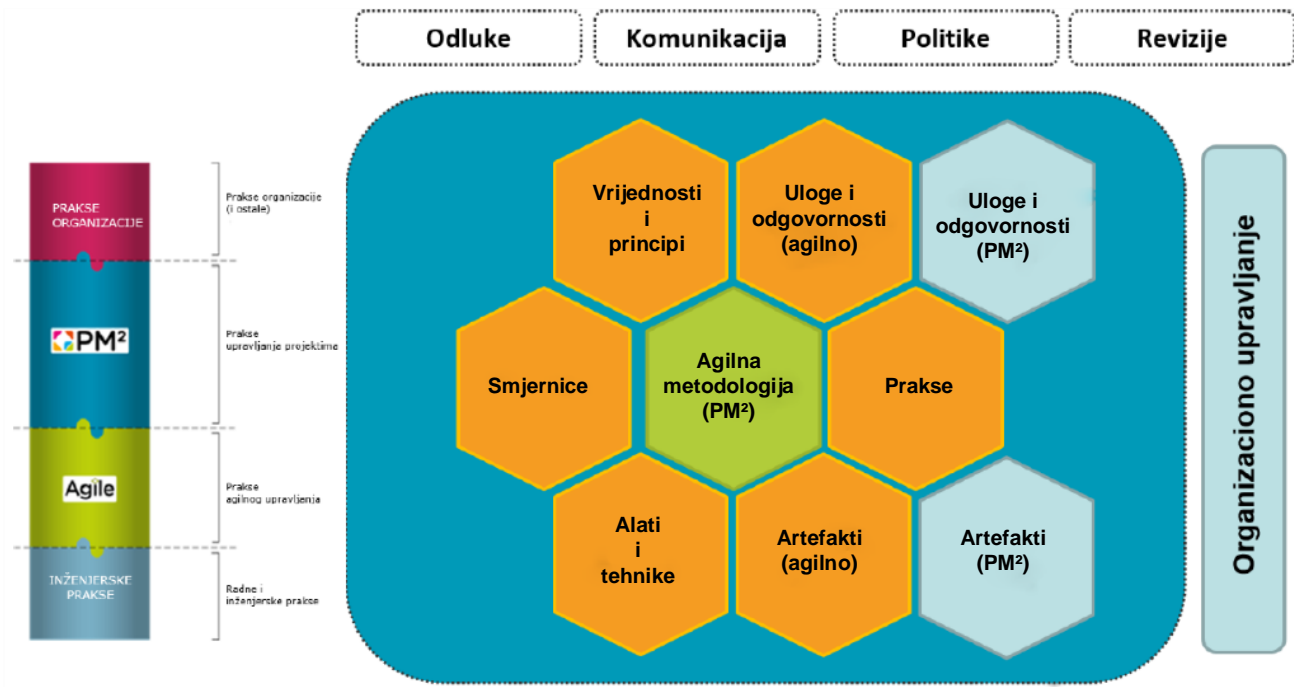 Odluke
Komunikacija
Politike
Revizije
PRAKSE
ORGANIZACIJE
Prakse organizacije
(i ostale)
PM²
Prakse
upravljanja projektima
Agile
Prakse
agilnog upravljanja
INŽENJERSKE
PRAKSE
Radne i
inženjerske prakse
Vrijednosti
i
principi
Uloge i
odgovornosti
(agilno)
Uloge i
odgovornosti
(PM²)
Smjernice
Agilna
metodologija
(PM²)
Prakse
Alati
i
tehnike
Artefakti
(agilno)
Artefakti
(PM²)
Organizaciono upravljanje